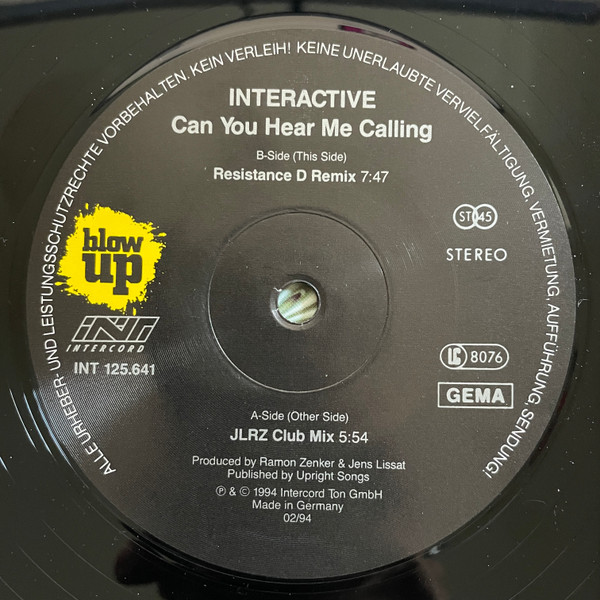 ALLE URHEBER- UND LEISTUNGSSCHUTZRECHTE VORBEHALTEN. KEIN VERLEIH! KEINE UNERLAUBTE VERVIELFÄLTIGUNG, VERMIETUNG, AUFFÜHRUNG, SENDUNG!
INTERACTIVE
Can You Hear Me Calling
B-Side (This Side)
Resistance D Remix 7:47
blow
up
INT
INTERCORD
INT 125.641
ST 45
STEREO
LC 8076
GEMA
A-Side (Other Side)
JLRZ Club Mix 5:54
Produced by Ramon Zenker & Jens Lissat
Published by Upright Songs
℗ & © 1994 Intercord Ton GmbH
Made in Germany
02/94